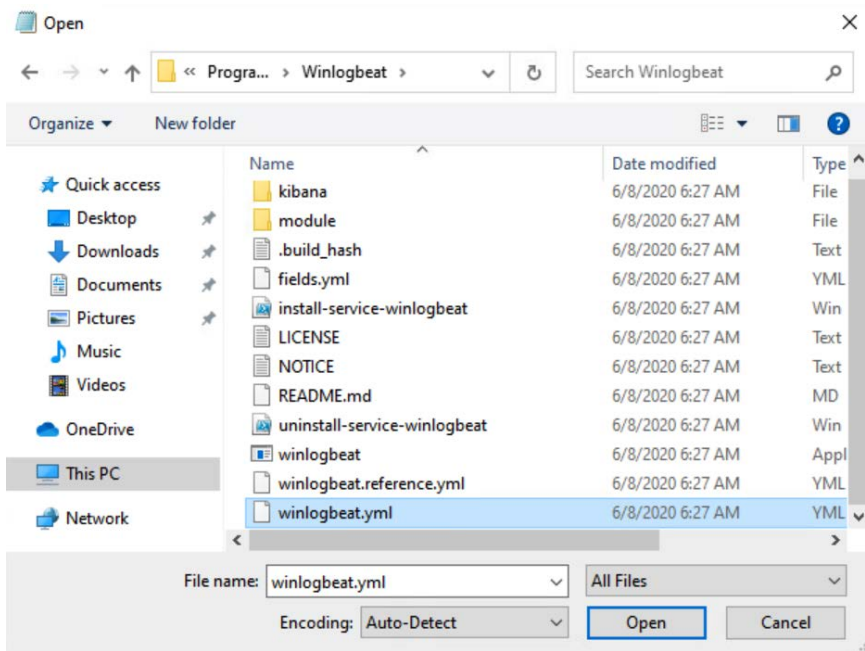 Open
« Progra... › Winlogbeat ›
Search Winlogbeat
Organize
New folder
Name
Date modified
Type
Quick access
Desktop
Downloads
Documents
Pictures
Music
Videos
OneDrive
This PC
Network
kibana 6/8/2020 6:27 AM File
module 6/8/2020 6:27 AM File
.build_hash 6/8/2020 6:27 AM Text
fields.yml 6/8/2020 6:27 AM YML
install-service-winlogbeat 6/8/2020 6:27 AM Win
LICENSE 6/8/2020 6:27 AM Text
NOTICE 6/8/2020 6:27 AM Text
README.md 6/8/2020 6:27 AM MD
uninstall-service-winlogbeat 6/8/2020 6:27 AM Win
winlogbeat 6/8/2020 6:27 AM Appl
winlogbeat.reference.yml 6/8/2020 6:27 AM YML
winlogbeat.yml 6/8/2020 6:27 AM YML
File name: winlogbeat.yml
All Files
Encoding: Auto-Detect
Open
Cancel